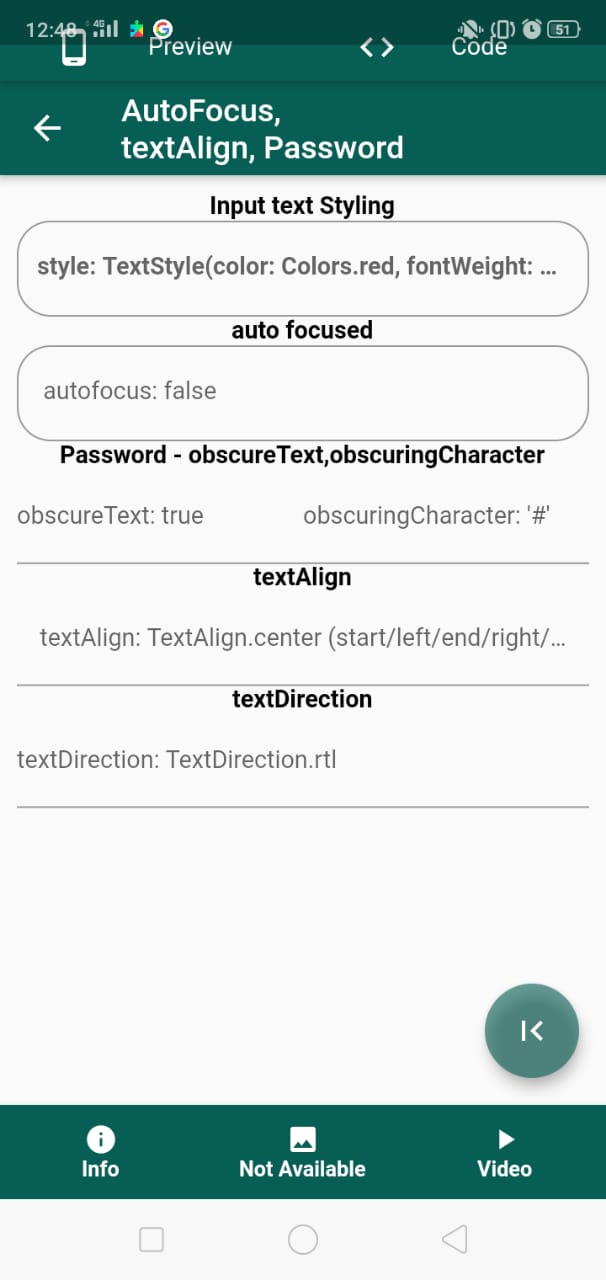 12:48 4G 51
Preview Code
AutoFocus,
textAlign, Password
Input text Styling
style: TextStyle(color: Colors.red, fontWeight: ...
auto focused
autofocus: false
Password - obscureText,obscuringCharacter
obscureText: true obscuringCharacter: '#'
textAlign
textAlign: TextAlign.center (start/left/end/right/...
textDirection
textDirection: TextDirection.rtl
Info Not Available Video